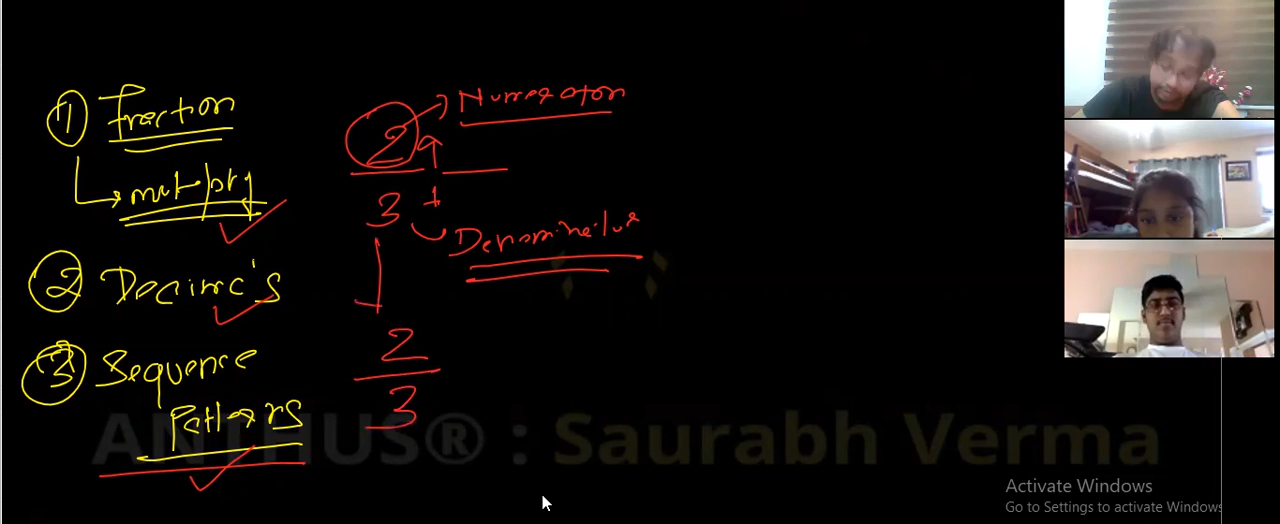 1 Fraction
multiply
2 Decimals
3 Sequence
Patterns
2 Numerator
3 Denominator
2
3
ANTHUS® : Saurabh Verma
Activate Windows
Go to Settings to activate Windows